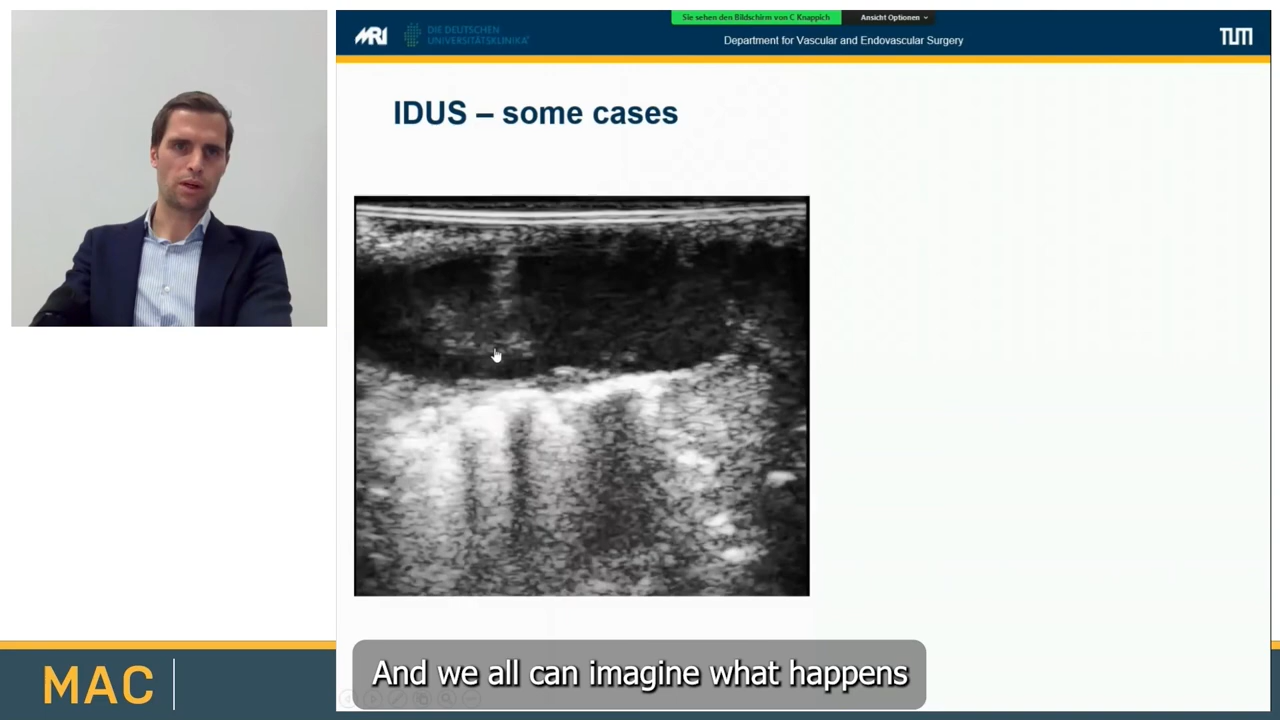 Sie sehen den Bildschirm von C Knappich
Ansicht Optionen
MRI
DIE DEUTSCHEN
UNIVERSITÄTSKLINIKA®
Department for Vascular and Endovascular Surgery
TUM
IDUS – some cases
And we all can imagine what happens
MAC